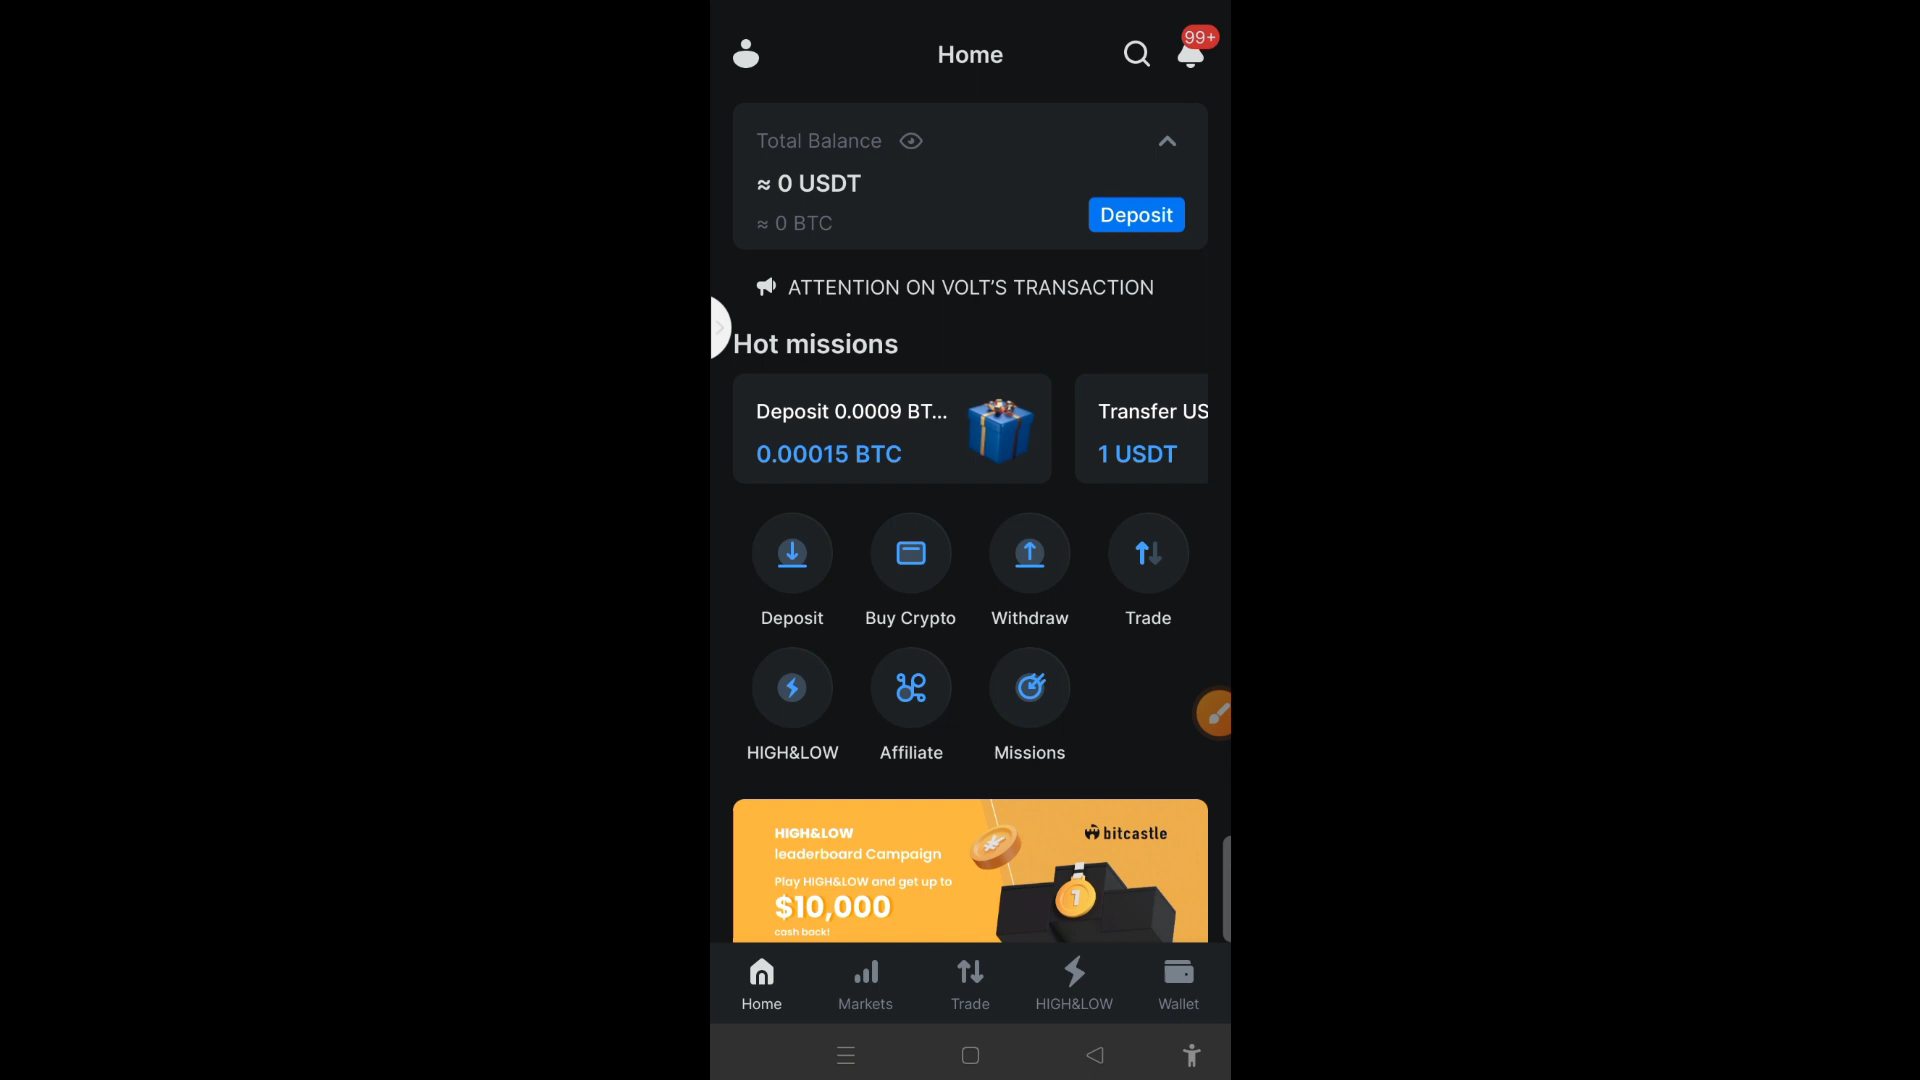 Home
99+
Total Balance
≈ 0 USDT
≈ 0 BTC
Deposit
ATTENTION ON VOLT'S TRANSACTION
Hot missions
Deposit 0.0009 BT...
0.00015 BTC
Transfer US
1 USDT
Deposit
Buy Crypto
Withdraw
Trade
HIGH&LOW
Affiliate
Missions
HIGH&LOW
leaderboard Campaign
Play HIGH&LOW and get up to
$10,000
cash back!
bitcastle
1
Home
Markets
Trade
HIGH&LOW
Wallet